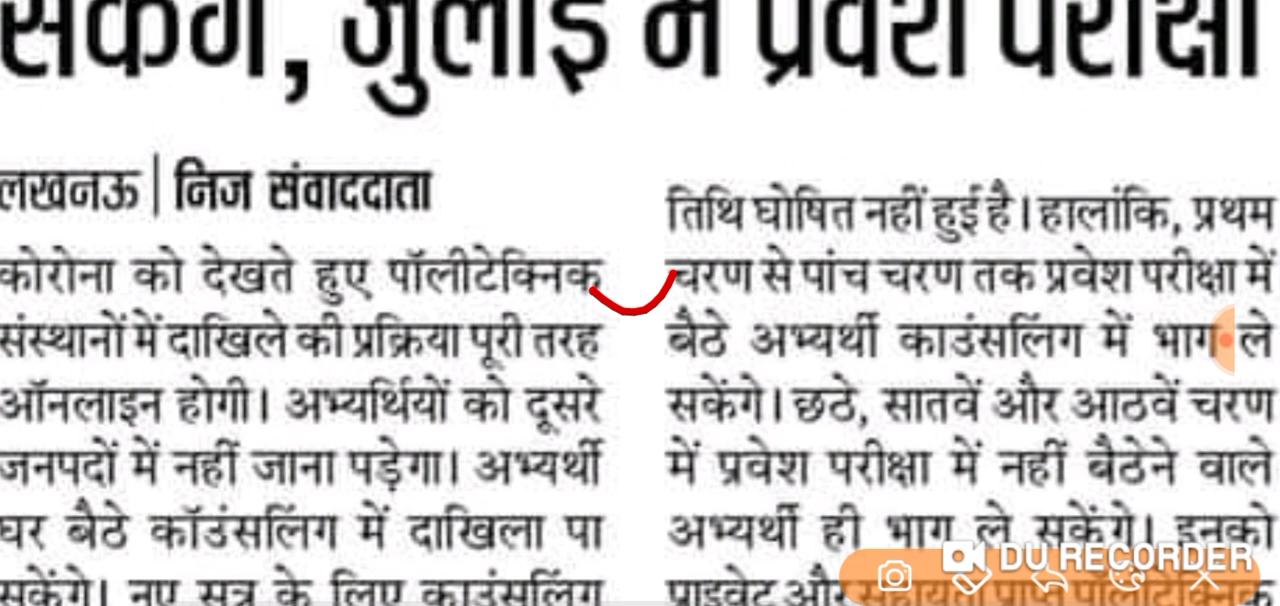 सकेंगे, जुलाई में प्रवेश परीक्षा
लखनऊ | निज संवाददाता
कोरोना को देखते हुए पॉलीटेक्निक
संस्थानों में दाखिले की प्रक्रिया पूरी तरह
ऑनलाइन होगी। अभ्यर्थियों को दूसरे
जनपदों में नहीं जाना पड़ेगा। अभ्यर्थी
घर बैठे कॉउंसलिंग में दाखिला पा
सकेंगे। नए सत्र के लिए काउंसलिंग
तिथि घोषित नहीं हुई है। हालांकि, प्रथम
चरण से पांच चरण तक प्रवेश परीक्षा में
बैठे अभ्यर्थी काउंसलिंग में भाग ले
सकेंगे। छठे, सातवें और आठवें चरण
में प्रवेश परीक्षा में नहीं बैठेने वाले
अभ्यर्थी ही भाग ले सकेंगे। इनको
प्राइवेट और सहायता प्राप्त पॉलीटेक्निक
DU RECORDER